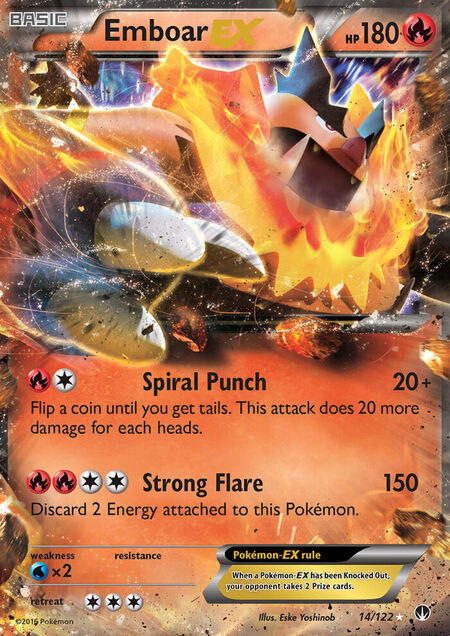 BASIC
Emboar EX
HP 180
Spiral Punch 20+
Flip a coin until you get tails. This attack does 20 more
damage for each heads.
Strong Flare 150
Discard 2 Energy attached to this Pokémon.
weakness resistance
×2
retreat
Pokémon-EX rule
When a Pokémon-EX has been Knocked Out,
your opponent takes 2 Prize cards.
©2016 Pokémon
Illus. Eske Yoshinob
14/122